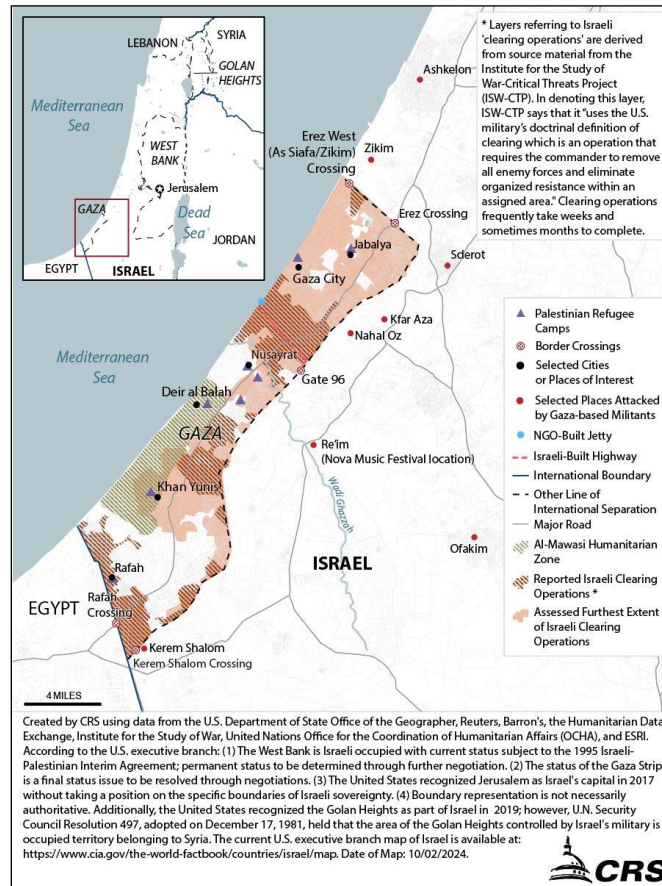 LEBANON
SYRIA
GOLAN
HEIGHTS
Mediterranean
Sea
WEST
BANK
Jerusalem
GAZA
Dead
Sea
JORDAN
EGYPT
ISRAEL
* Layers referring to Israeli
'clearing operations' are derived
from source material from the
Institute for the Study of
War-Critical Threats Project
(ISW-CTP). In denoting this layer,
ISW-CTP says that it "uses the U.S.
military's doctrinal definition of
clearing which is an operation that
requires the commander to remove
all enemy forces and eliminate
organized resistance within an
assigned area." Clearing operations
frequently take weeks and
sometimes months to complete.
Ashkelon
Erez West
(As Siafa/Zikim)
Crossing
Zikim
Erez Crossing
Jabalya
Sderot
Gaza City
Kfar Aza
Nahal Oz
Mediterranean
Sea
Nusayrat
Gate 96
Deir al Balah
GAZA
Re'im
(Nova Music Festival location)
Khan Yunis
Wadi Ghazzah
ISRAEL
Ofakim
Rafah
EGYPT
Rafah
Crossing
Kerem Shalom
Kerem Shalom Crossing
4 MILES
Palestinian Refugee
Camps
Border Crossings
Selected Cities
or Places of Interest
Selected Places Attacked
by Gaza-based Militants
NGO-Built Jetty
Israeli-Built Highway
International Boundary
Other Line of
International Separation
Major Road
Al-Mawasi Humanitarian
Zone
Reported Israeli Clearing
Operations *
Assessed Furthest Extent
of Israeli Clearing
Operations
Created by CRS using data from the U.S. Department of State Office of the Geographer, Reuters, Barron's, the Humanitarian Data
Exchange, Institute for the Study of War, United Nations Office for the Coordination of Humanitarian Affairs (OCHA), and ESRI.
According to the U.S. executive branch: (1) The West Bank is Israeli occupied with current status subject to the 1995 Israeli-
Palestinian Interim Agreement; permanent status to be determined through further negotiation. (2) The status of the Gaza Strip
is a final status issue to be resolved through negotiations. (3) The United States recognized Jerusalem as Israel's capital in 2017
without taking a position on the specific boundaries of Israeli sovereignty. (4) Boundary representation is not necessarily
authoritative. Additionally, the United States recognized the Golan Heights as part of Israel in 2019; however, U.N. Security
Council Resolution 497, adopted on December 17, 1981, held that the area of the Golan Heights controlled by Israel's military is
occupied territory belonging to Syria. The current U.S. executive branch map of Israel is available at:
https://www.cia.gov/the-world-factbook/countries/israel/map. Date of Map: 10/02/2024.
CRS